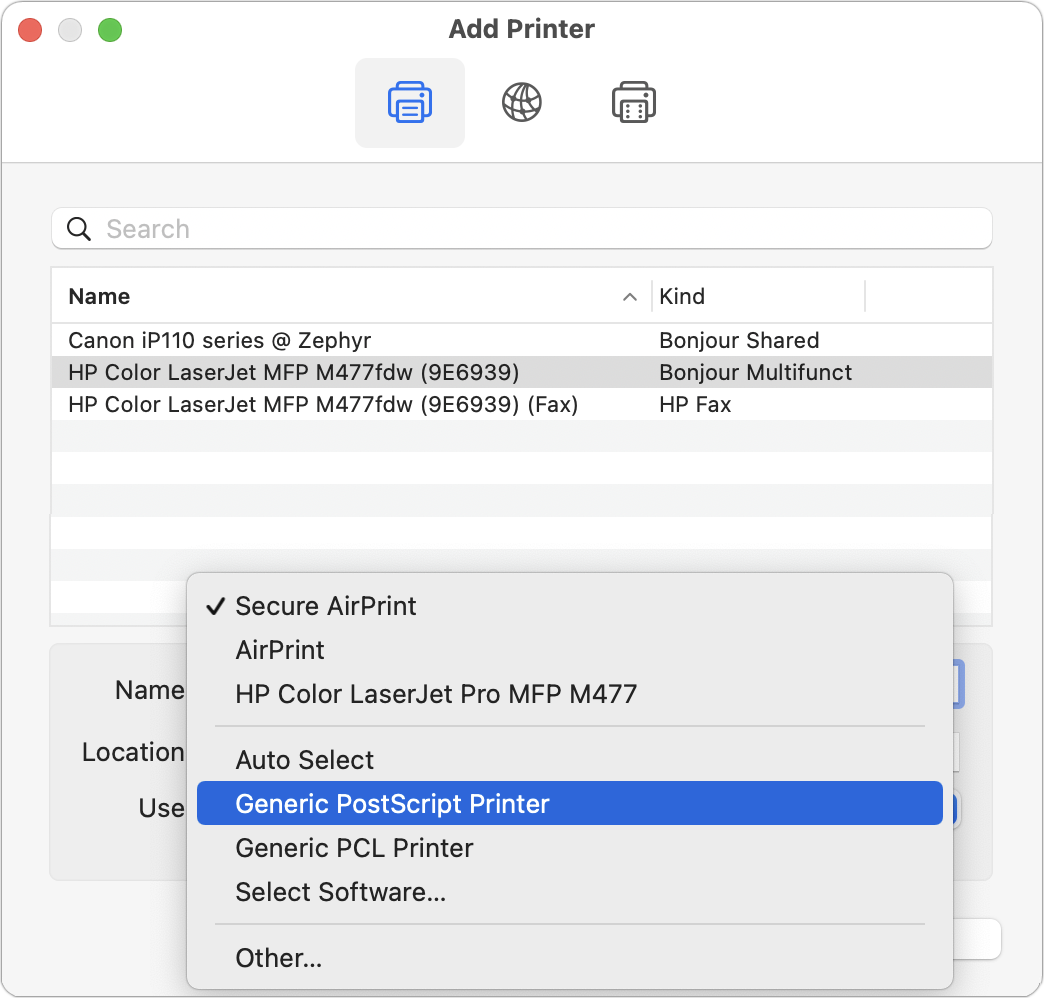 Add Printer
Search
Name Kind
Canon iP110 series @ Zephyr Bonjour Shared
HP Color LaserJet MFP M477fdw (9E6939) Bonjour Multifunct
HP Color LaserJet MFP M477fdw (9E6939) (Fax) HP Fax
✓ Secure AirPrint
AirPrint
HP Color LaserJet Pro MFP M477
Name
Location
Use
Auto Select
Generic PostScript Printer
Generic PCL Printer
Select Software...
Other...